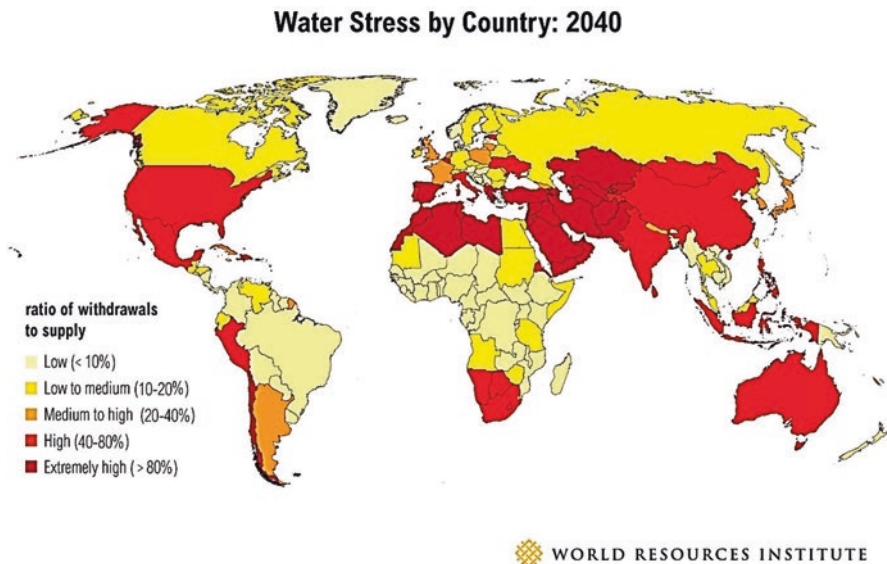 Water Stress by Country: 2040
ratio of withdrawals
to supply
Low (< 10%)
Low to medium (10-20%)
Medium to high (20-40%)
High (40-80%)
Extremely high (> 80%)
WORLD RESOURCES INSTITUTE